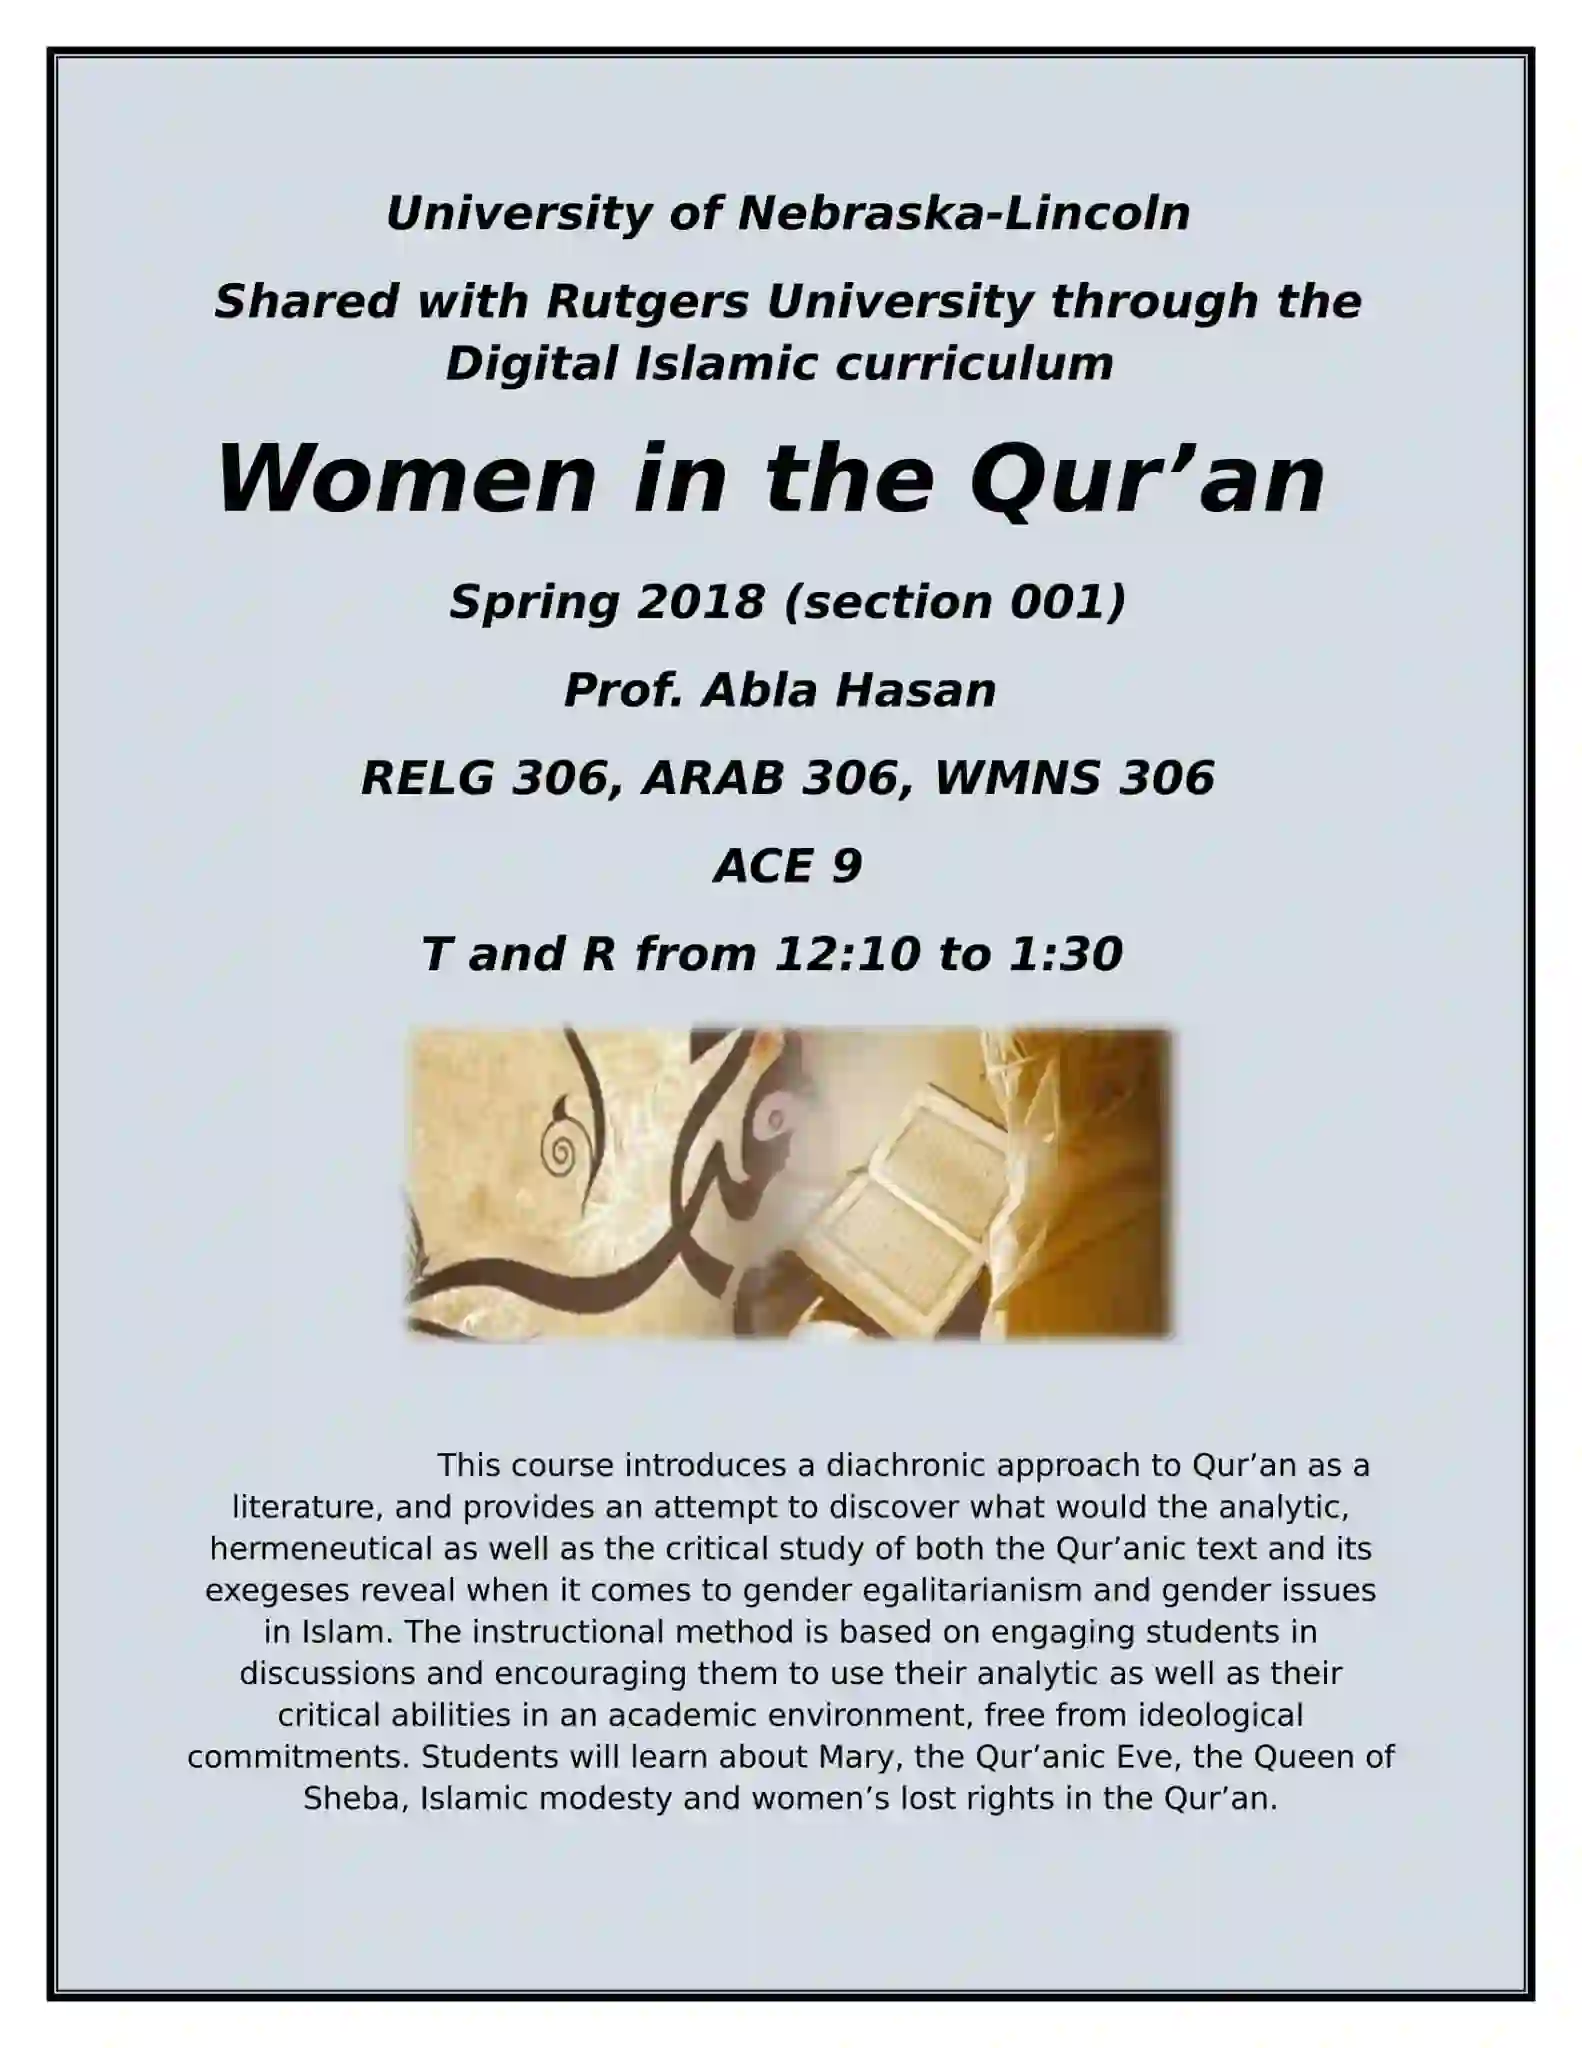 University of Nebraska-Lincoln
Shared with Rutgers University through the
Digital Islamic curriculum
Women in the Qur’an
Spring 2018 (section 001)
Prof. Abla Hasan
RELG 306, ARAB 306, WMNS 306
ACE 9
T and R from 12:10 to 1:30
This course introduces a diachronic approach to Qur’an as a
literature, and provides an attempt to discover what would the analytic,
hermeneutical as well as the critical study of both the Qur’anic text and its
exegeses reveal when it comes to gender egalitarianism and gender issues
in Islam. The instructional method is based on engaging students in
discussions and encouraging them to use their analytic as well as their
critical abilities in an academic environment, free from ideological
commitments. Students will learn about Mary, the Qur’anic Eve, the Queen of
Sheba, Islamic modesty and women’s lost rights in the Qur’an.